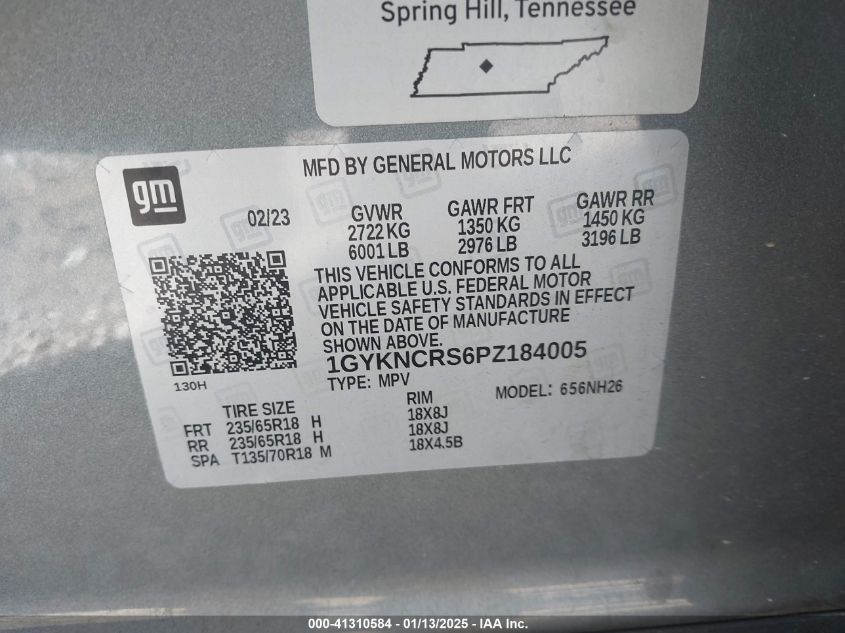 Spring Hill, Tennessee
MFD BY GENERAL MOTORS LLC
gm
02/23
GVWR GAWR FRT GAWR RR
2722 KG 1350 KG 1450 KG
6001 LB 2976 LB 3196 LB
THIS VEHICLE CONFORMS TO ALL
APPLICABLE U.S. FEDERAL MOTOR
VEHICLE SAFETY STANDARDS IN EFFECT
ON THE DATE OF MANUFACTURE
SHOWN ABOVE.
1GYKNCRS6PZ184005
130H
TYPE: MPV MODEL: 656NH26
TIRE SIZE RIM
FRT 235/65R18 H 18X8J
RR 235/65R18 H 18X8J
SPA T135/70R18 M 18X4.5B
000-41310584 - 01/13/2025 - IAA Inc.